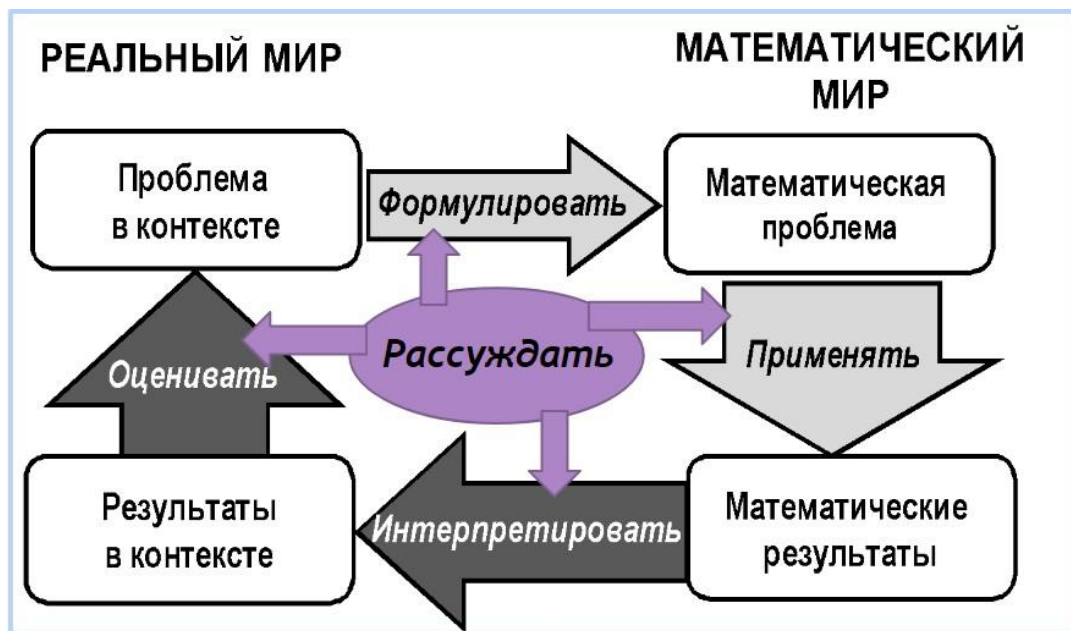 РЕАЛЬНЫЙ МИР
МАТЕМАТИЧЕСКИЙ
МИР
Проблема
в контексте
Формулировать
Математическая
проблема
Рассуждать
Оценивать
Применять
Результаты
в контексте
Интерпретировать
Математические
результаты